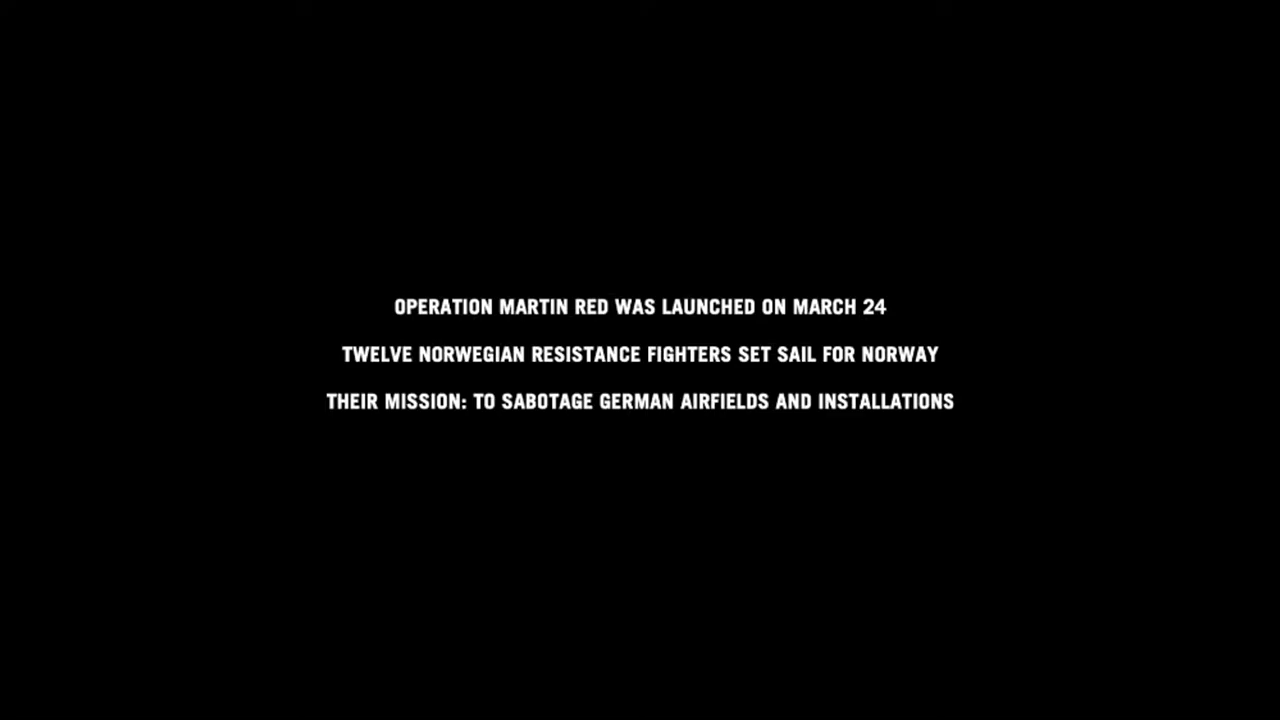 OPERATION MARTIN RED WAS LAUNCHED ON MARCH 24
TWELVE NORWEGIAN RESISTANCE FIGHTERS SET SAIL FOR NORWAY
THEIR MISSION: TO SABOTAGE GERMAN AIRFIELDS AND INSTALLATIONS